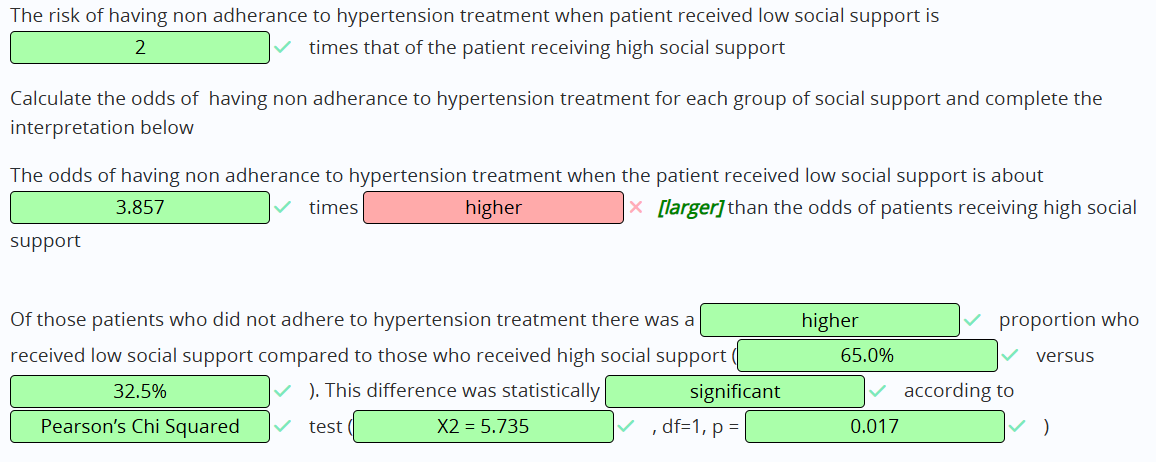 The risk of having non adherance to hypertension treatment when patient received low social support is
2 ✓ times that of the patient receiving high social support
Calculate the odds of having non adherance to hypertension treatment for each group of social support and complete the
interpretation below
The odds of having non adherance to hypertension treatment when the patient received low social support is about
3.857 ✓ times higher ✕ [larger] than the odds of patients receiving high social
support
Of those patients who did not adhere to hypertension treatment there was a higher ✓ proportion who
received low social support compared to those who received high social support ( 65.0% ✓ versus
32.5% ✓ ). This difference was statistically significant ✓ according to
Pearson’s Chi Squared ✓ test ( X2 = 5.735 ✓ , df=1, p = 0.017 ✓ )